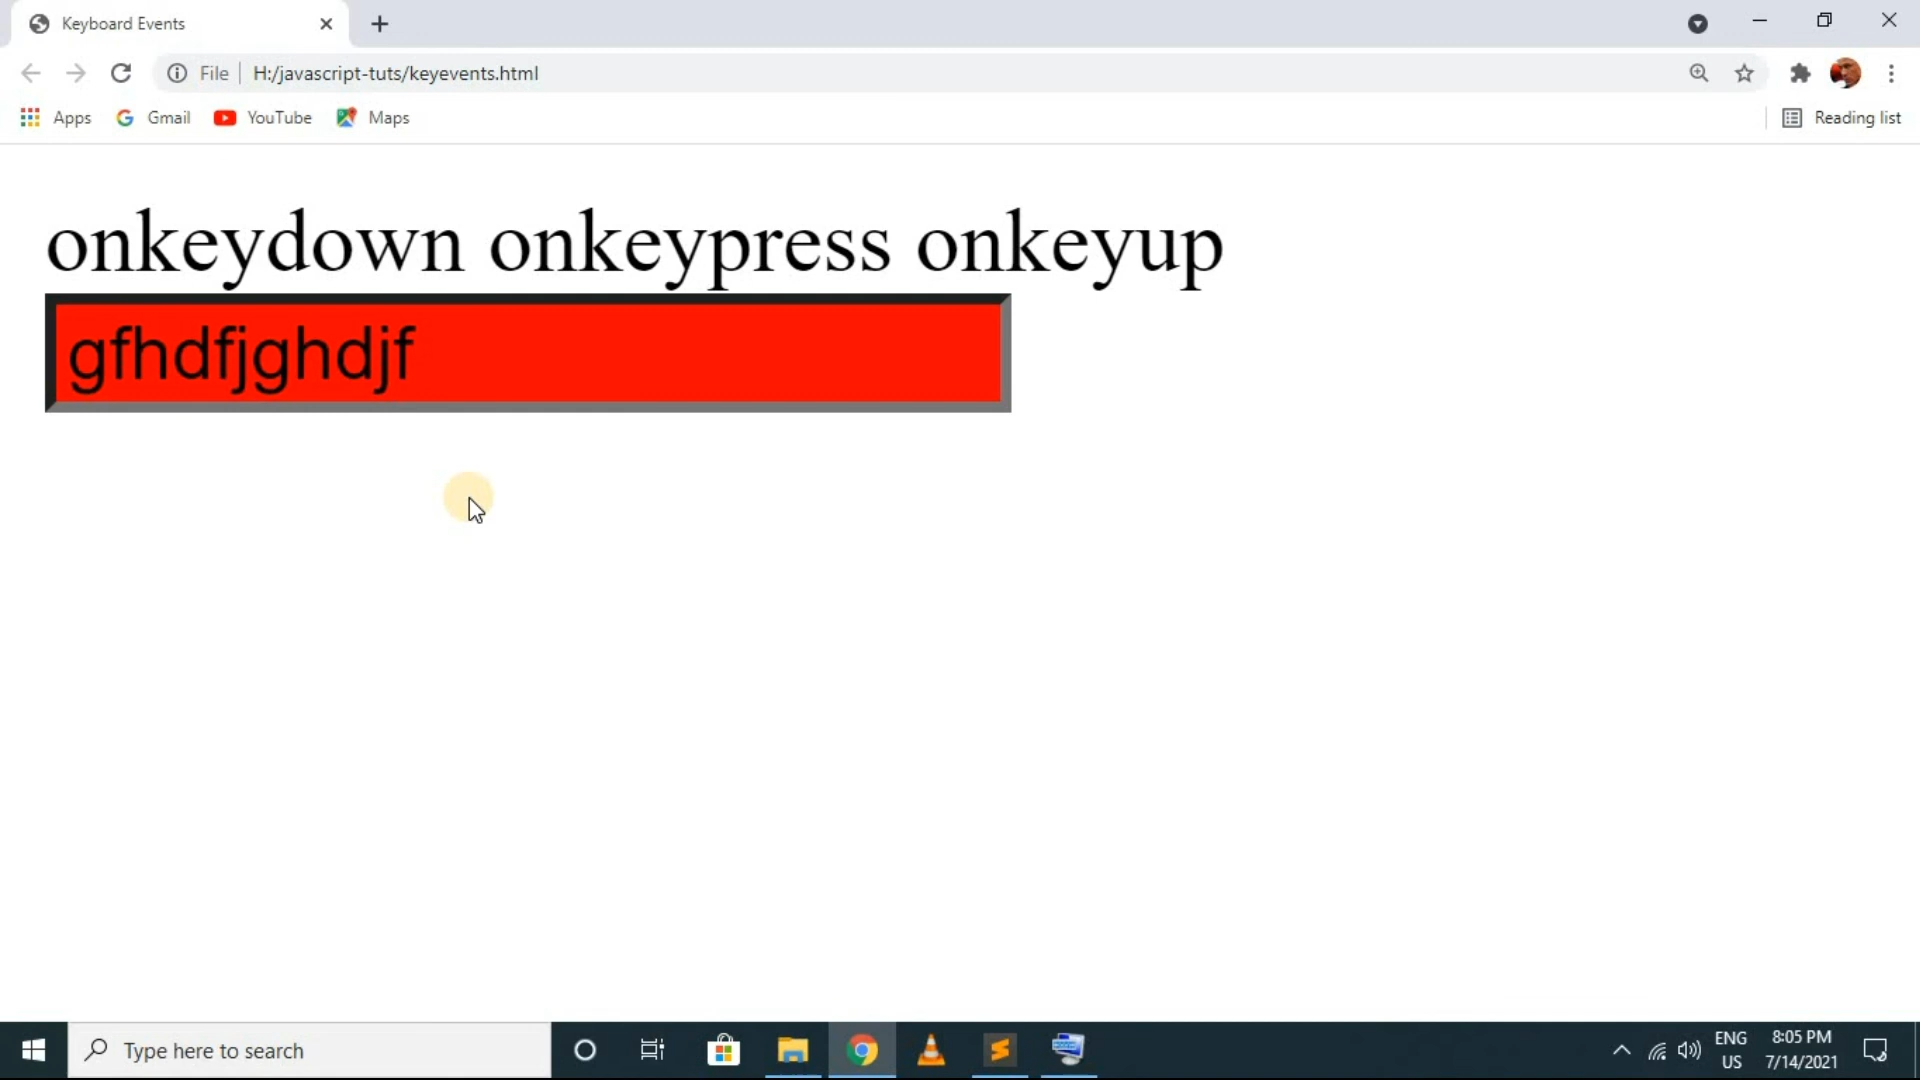 Keyboard Events
File
H:/javascript-tuts/keyevents.html
Apps
Gmail
YouTube
Maps
Reading list
onkeydown onkeypress onkeyup
gfhdfjghdjf
Type here to search
ENG
US
8:05 PM
7/14/2021